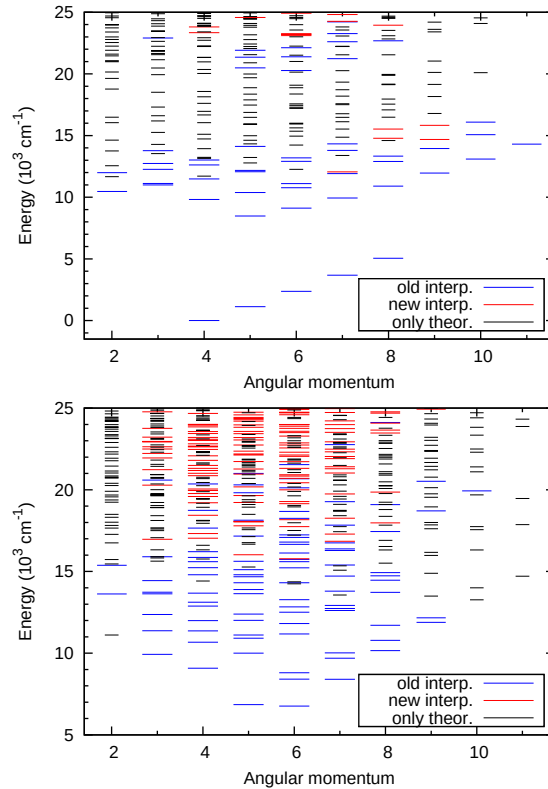 25
20
15
10
5
0
Energy (10³ cm⁻¹)
old interp.
new interp.
only theor.
2 4 6 8 10
Angular momentum
25
20
15
10
5
Energy (10³ cm⁻¹)
old interp.
new interp.
only theor.
2 4 6 8 10
Angular momentum